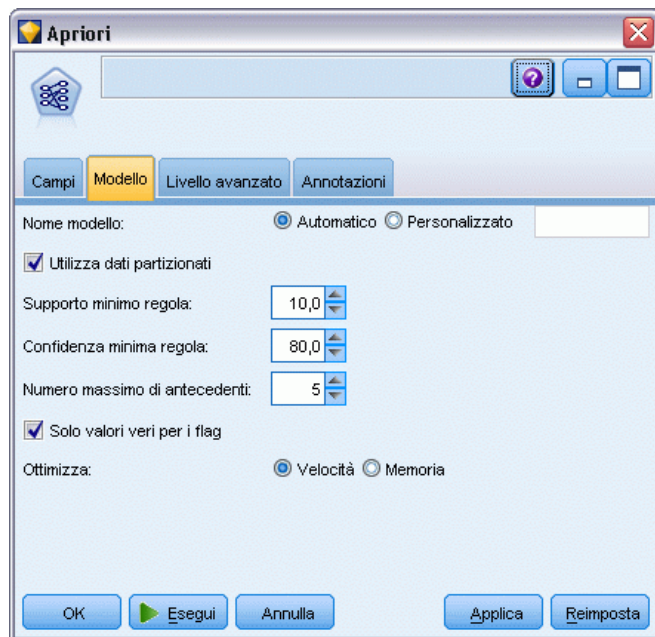 Apriori
?
Campi Modello Livello avanzato Annotazioni
Nome modello: Automatico Personalizzato
Utilizza dati partizionati
Supporto minimo regola: 10,0
Confidenza minima regola: 80,0
Numero massimo di antecedenti: 5
Solo valori veri per i flag
Ottimizza: Velocità Memoria
OK Esegui Annulla Applica Reimposta